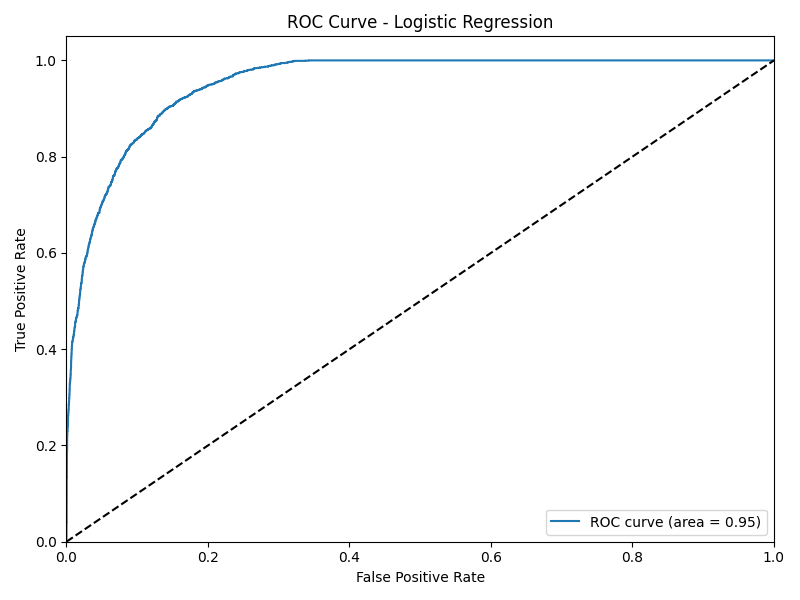 ROC Curve - Logistic Regression
1.0
0.8
0.6
0.4
0.2
0.0
True Positive Rate
ROC curve (area = 0.95)
0.0 0.2 0.4 0.6 0.8 1.0
False Positive Rate